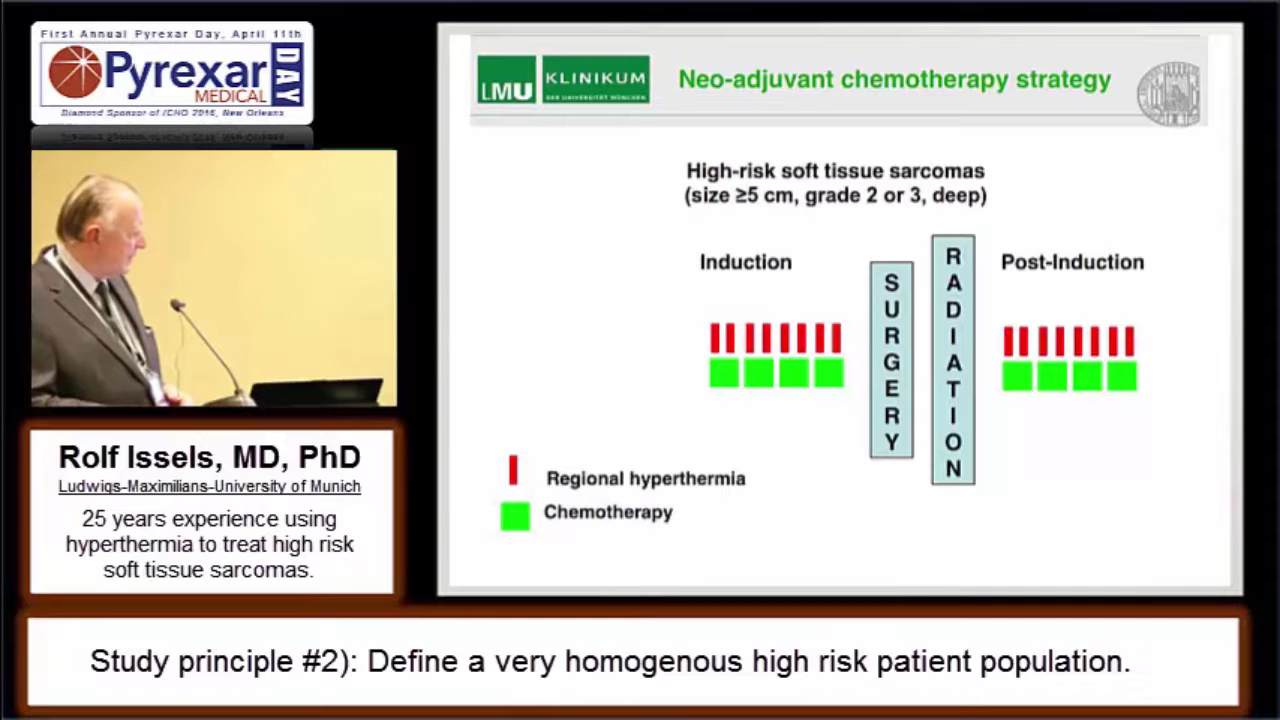 First Annual Pyrexar Day, April 11th
Pyrexar
MEDICAL
DAY
Diamond Sponsor of ICHO 2016, New Orleans
LMU
KLINIKUM
DER UNIVERSITÄT MÜNCHEN
Neo-adjuvant chemotherapy strategy
High-risk soft tissue sarcomas
(size ≥5 cm, grade 2 or 3, deep)
Induction
SURGERY
RADIATION
Post-Induction
Regional hyperthermia
Chemotherapy
Rolf Issels, MD, PhD
Ludwigs-Maximilians-University of Munich
25 years experience using
hyperthermia to treat high risk
soft tissue sarcomas.
Study principle #2): Define a very homogenous high risk patient population.